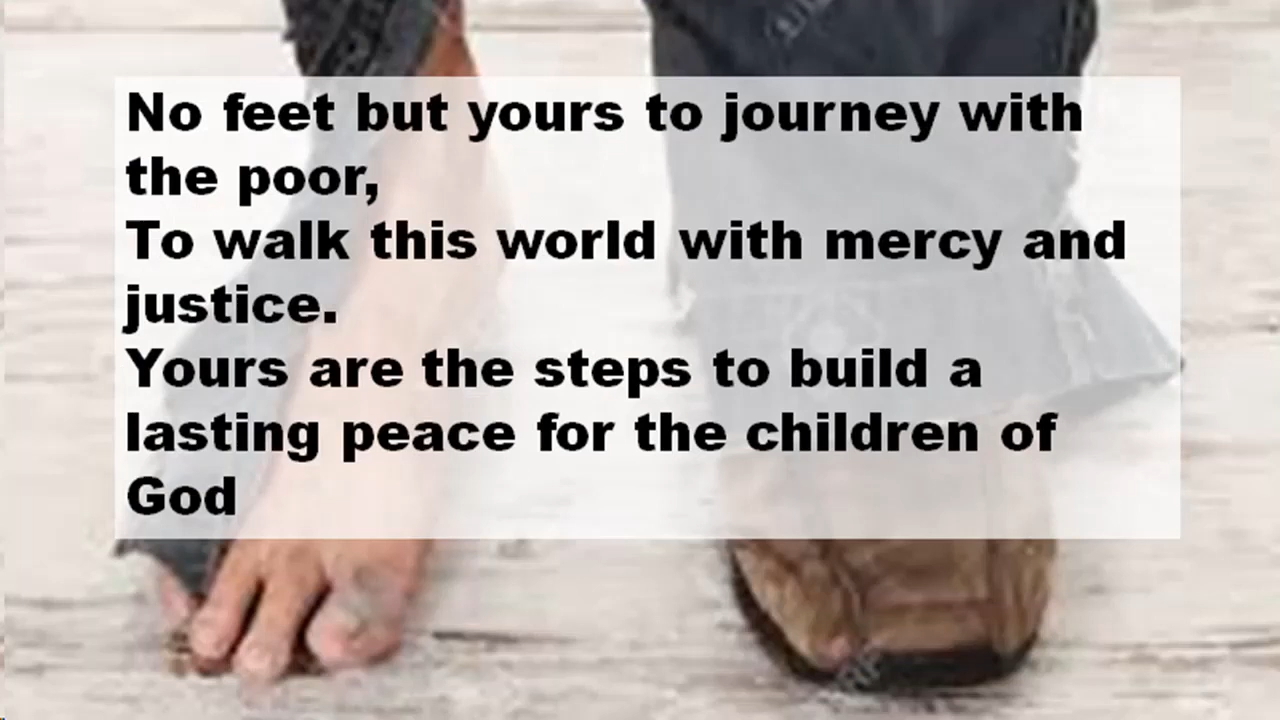 No feet but yours to journey with
the poor,
To walk this world with mercy and
justice.
Yours are the steps to build a
lasting peace for the children of
God